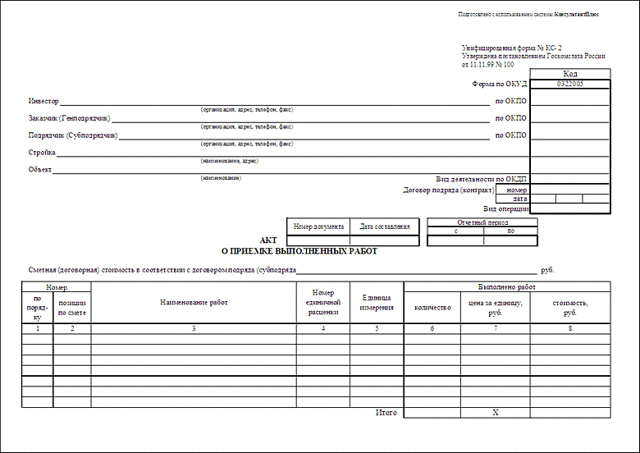 Подготовлено с использованием системы КонсультантПлюс
Унифицированная форма № КС- 2
Утверждена постановлением Госкомстата России
от 11.11.99 № 100
Код
Форма по ОКУД 0322005
Инвестор по ОКПО
(организация, адрес, телефон, факс)
Заказчик (Генподрядчик) по ОКПО
(организация, адрес, телефон, факс)
Подрядчик (Субподрядчик) по ОКПО
(организация, адрес, телефон, факс)
Стройка
(наименование, адрес)
Объект
(наименование)
Вид деятельности по ОКДП
Договор подряда (контракт) номер
дата
Вид операции
Номер документа Дата составления Отчетный период
с по
АКТ
О ПРИЕМКЕ ВЫПОЛНЕННЫХ РАБОТ
Сметная (договорная) стоимость в соответствии с договором подряда (субподряда руб.
Номер Наименование работ Номер единичной расценки Единица измерения Выполнено работ
по поряд- ку позиции по смете количество цена за единицу, руб. стоимость, руб.
1 2 3 4 5 6 7 8
Итого X